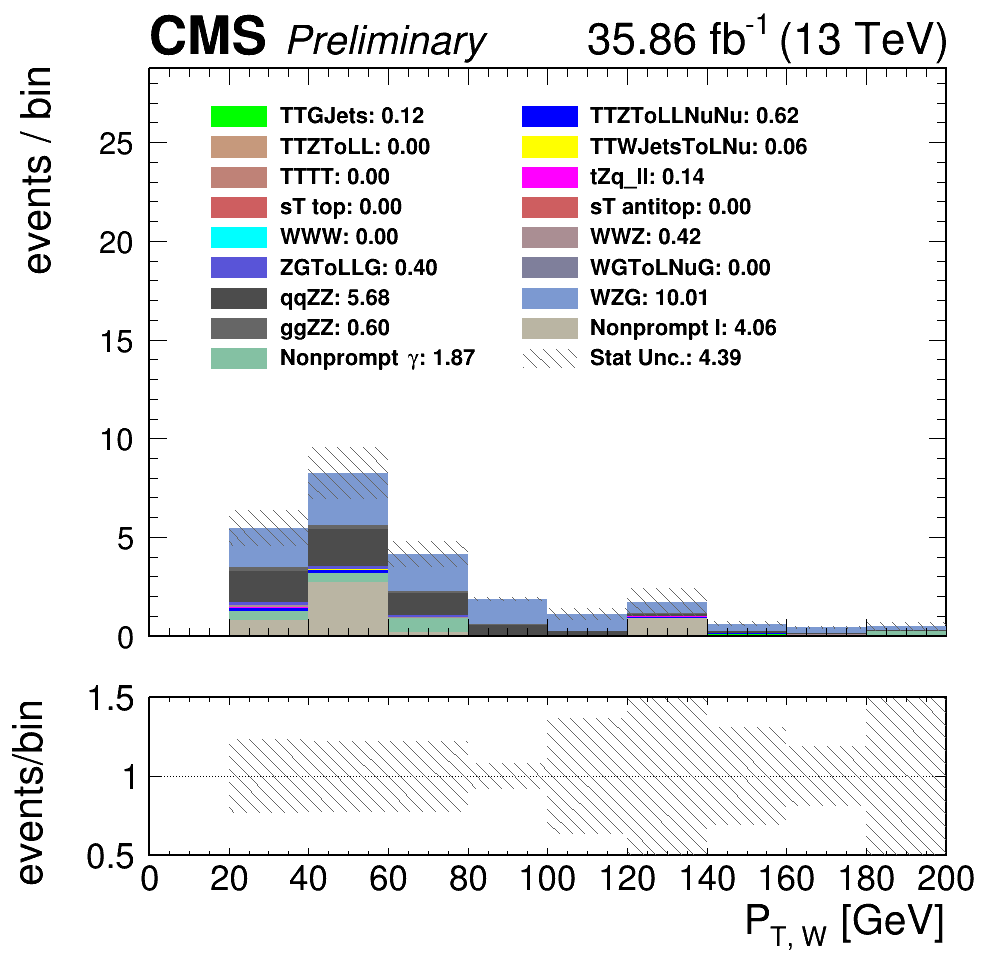 CMS Preliminary 35.86 fb-1 (13 TeV)
events / bin
25
20
15
10
5
0
TTGJets: 0.12
TTZToLLNuNu: 0.62
TTZToLL: 0.00
TTWJetsToLNu: 0.06
TTTT: 0.00
tZq_ll: 0.14
sT top: 0.00
sT antitop: 0.00
WWW: 0.00
WWZ: 0.42
ZGToLLG: 0.40
WGToLNuG: 0.00
qqZZ: 5.68
WZG: 10.01
ggZZ: 0.60
Nonprompt l: 4.06
Nonprompt γ: 1.87
Stat Unc.: 4.39
events/bin
1.5
1
0.5
0 20 40 60 80 100 120 140 160 180 200
PT, W [GeV]